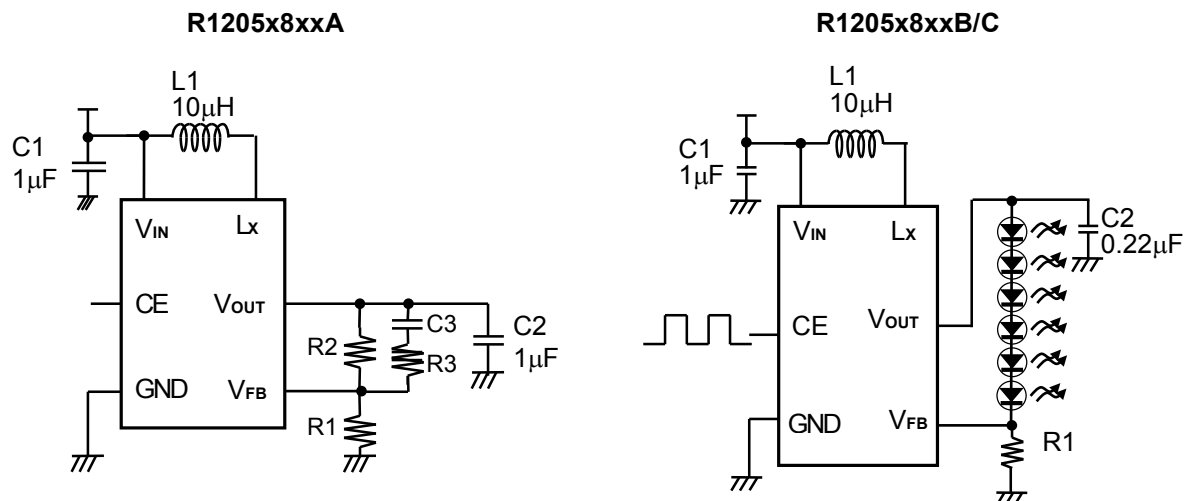 R1205x8xxA
L1
10μH
C1
1μF
VIN
LX
CE
VOUT
GND
VFB
R2
C3
R3
R1
C2
1μF
R1205x8xxB/C
L1
10μH
C1
1μF
VIN
LX
CE
VOUT
GND
VFB
C2
0.22μF
R1